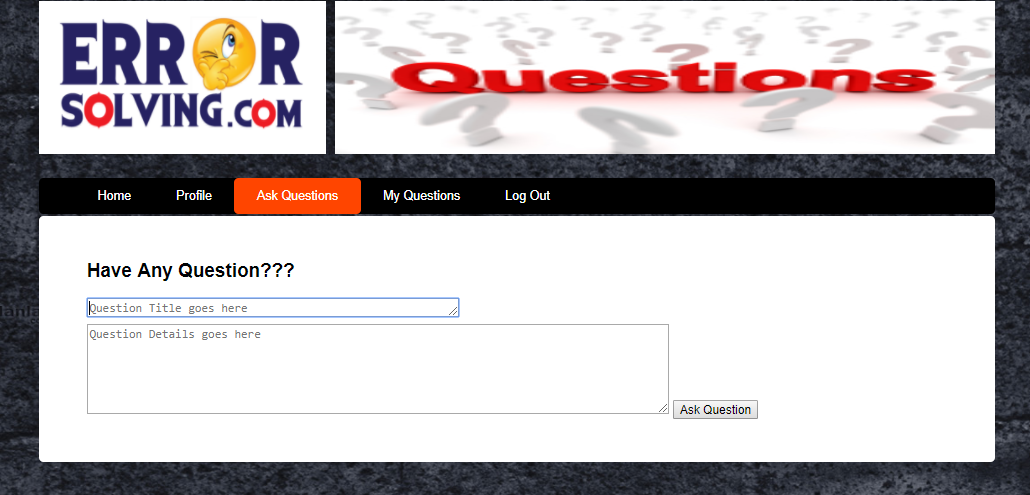 ERROR
SOLVING.COM
Questions
Home Profile Ask Questions My Questions Log Out
Have Any Question???
Question Title goes here
Question Details goes here
Ask Question